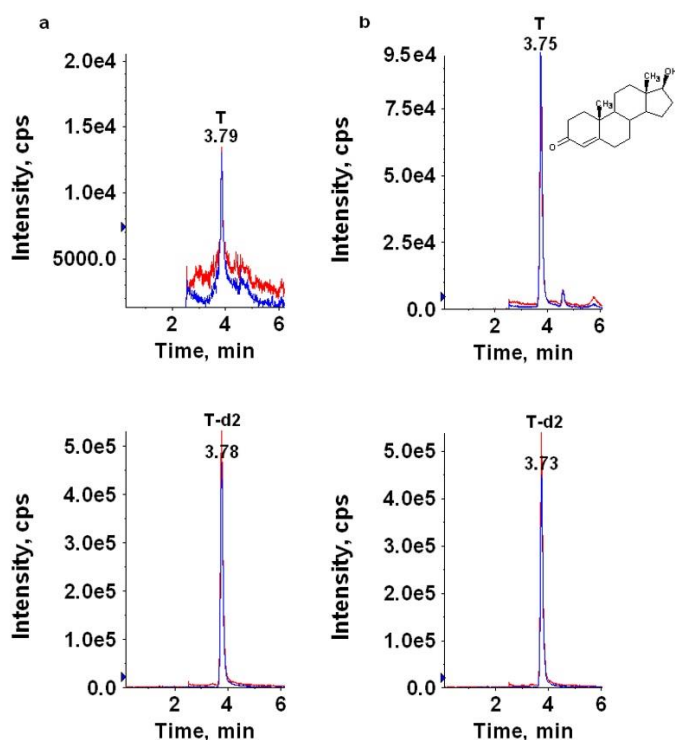 a
T
3.79
2.0e4
1.5e4
1.0e4
5000.0
Intensity, cps
2 4 6
Time, min
b
T
3.75
9.5e4
7.5e4
5.0e4
2.5e4
0.0
Intensity, cps
2 4 6
Time, min
CH₃
CH₃
OH
O
T-d2
3.78
5.0e5
4.0e5
3.0e5
2.0e5
1.0e5
0.0
Intensity, cps
2 4 6
Time, min
T-d2
3.73
5.0e5
4.0e5
3.0e5
2.0e5
1.0e5
0.0
Intensity, cps
2 4 6
Time, min